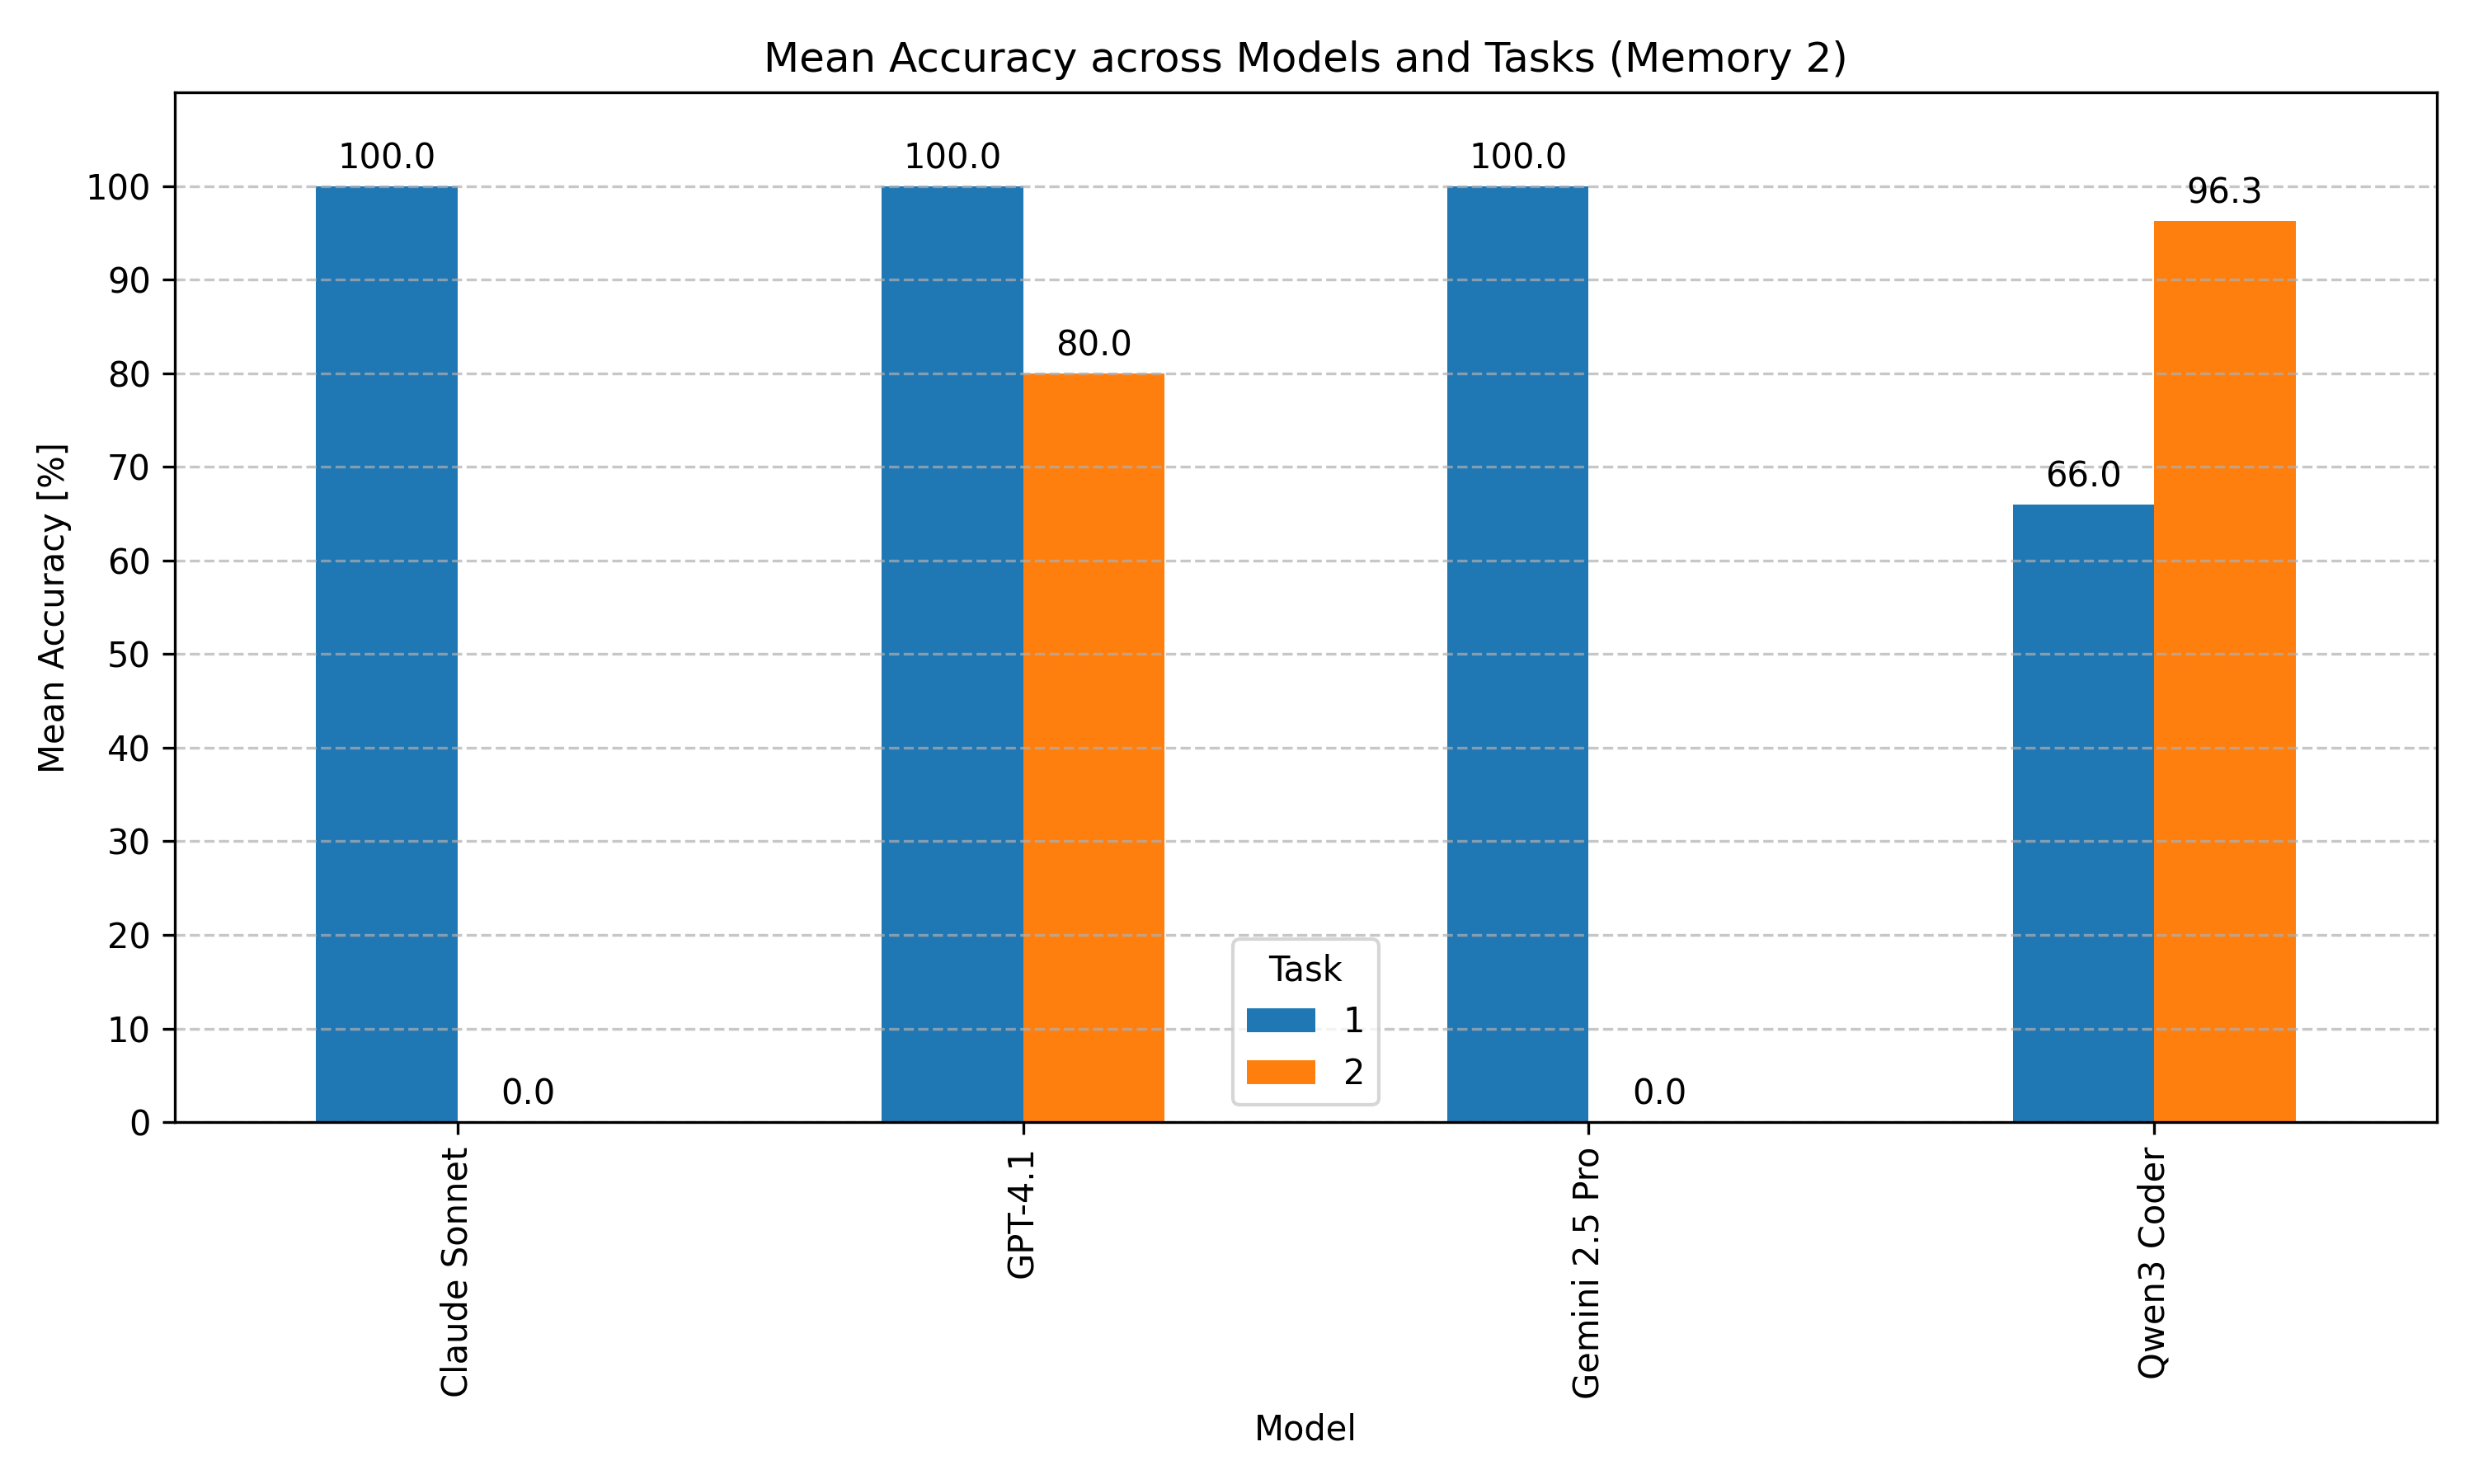 Mean Accuracy across Models and Tasks (Memory 2)
Mean Accuracy [%]
100
90
80
70
60
50
40
30
20
10
0
100.0
0.0
100.0
80.0
100.0
0.0
66.0
96.3
Task
1
2
Claude Sonnet
GPT-4.1
Gemini 2.5 Pro
Qwen3 Coder
Model